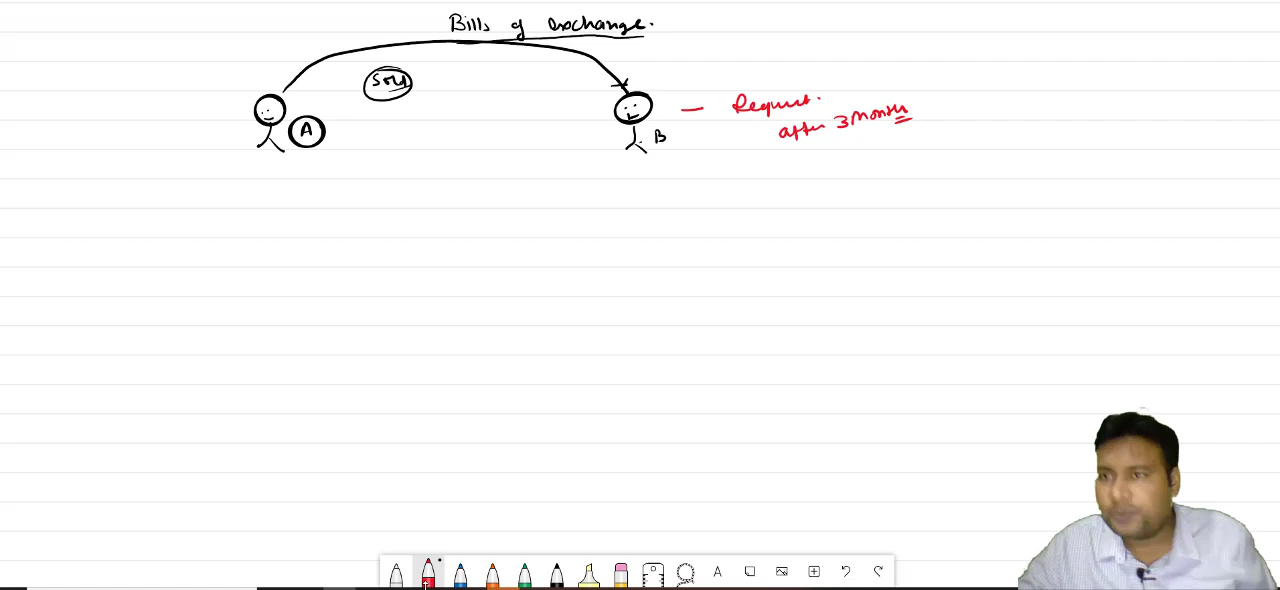 Bills of exchange.
Sold
A
B
— Request.
after 3 Months
A